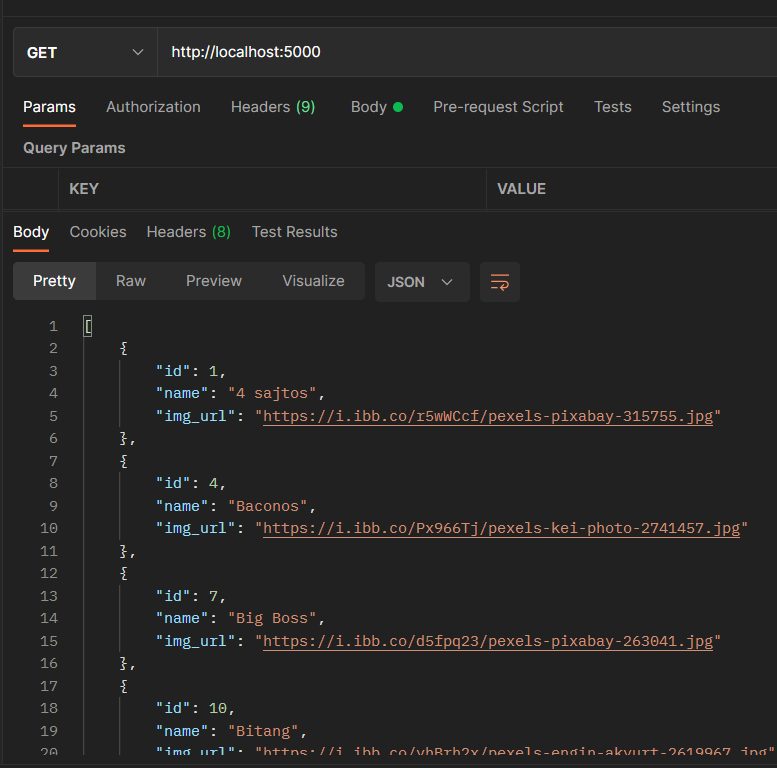 GET http://localhost:5000
Params Authorization Headers (9) Body Pre-request Script Tests Settings
Query Params
KEY VALUE
Body Cookies Headers (8) Test Results
Pretty Raw Preview Visualize JSON
1 [
2 {
3 "id": 1,
4 "name": "4 sajtos",
5 "img_url": "https://i.ibb.co/r5wWCcf/pexels-pixabay-315755.jpg"
6 },
7 {
8 "id": 4,
9 "name": "Baconos",
10 "img_url": "https://i.ibb.co/Px966Tj/pexels-kei-photo-2741457.jpg"
11 },
12 {
13 "id": 7,
14 "name": "Big Boss",
15 "img_url": "https://i.ibb.co/d5fpq23/pexels-pixabay-263041.jpg"
16 },
17 {
18 "id": 10,
19 "name": "Bitang",
20 "img_url": "https://i.ibb.co/yhBrh2x/pexels-engin-akyurt-2619967.jpg"